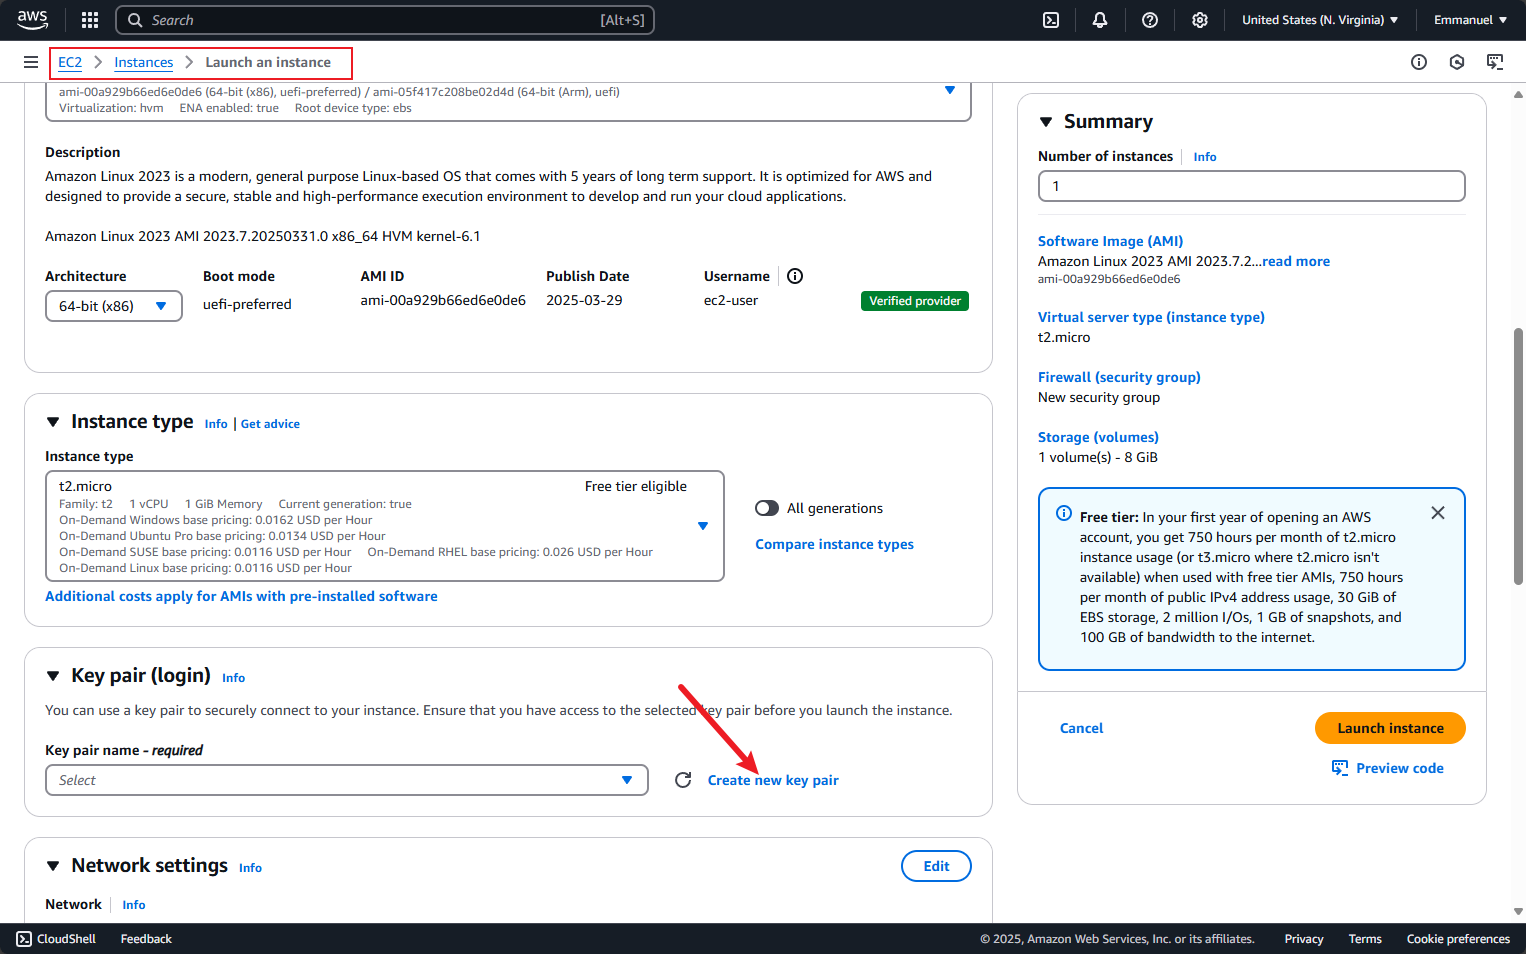 aws
Search [Alt+S]
United States (N. Virginia)
Emmanuel
EC2 > Instances > Launch an instance
ami-00a929b66ed6e0de6 (64-bit (x86), uefi-preferred) / ami-05f417c208be02d4d (64-bit (Arm), uefi)
Virtualization: hvm ENA enabled: true Root device type: ebs
Description
Amazon Linux 2023 is a modern, general purpose Linux-based OS that comes with 5 years of long term support. It is optimized for AWS and
designed to provide a secure, stable and high-performance execution environment to develop and run your cloud applications.
Amazon Linux 2023 AMI 2023.7.20250331.0 x86_64 HVM kernel-6.1
Architecture Boot mode AMI ID Publish Date Username
64-bit (x86) uefi-preferred ami-00a929b66ed6e0de6 2025-03-29 ec2-user Verified provider
Instance type Info | Get advice
Instance type
t2.micro Free tier eligible
Family: t2 1 vCPU 1 GiB Memory Current generation: true
On-Demand Windows base pricing: 0.0162 USD per Hour
On-Demand Ubuntu Pro base pricing: 0.0134 USD per Hour
On-Demand SUSE base pricing: 0.0116 USD per Hour On-Demand RHEL base pricing: 0.026 USD per Hour
On-Demand Linux base pricing: 0.0116 USD per Hour
All generations
Compare instance types
Additional costs apply for AMIs with pre-installed software
Key pair (login) Info
You can use a key pair to securely connect to your instance. Ensure that you have access to the selected key pair before you launch the instance.
Key pair name - required
Select
Create new key pair
Network settings Info
Edit
Network Info
Summary
Number of instances Info
1
Software Image (AMI)
Amazon Linux 2023 AMI 2023.7.2...read more
ami-00a929b66ed6e0de6
Virtual server type (instance type)
t2.micro
Firewall (security group)
New security group
Storage (volumes)
1 volume(s) - 8 GiB
Free tier: In your first year of opening an AWS
account, you get 750 hours per month of t2.micro
instance usage (or t3.micro where t2.micro isn't
available) when used with free tier AMIs, 750 hours
per month of public IPv4 address usage, 30 GiB of
EBS storage, 2 million I/Os, 1 GB of snapshots, and
100 GB of bandwidth to the internet.
Cancel
Launch instance
Preview code
CloudShell Feedback
© 2025, Amazon Web Services, Inc. or its affiliates. Privacy Terms Cookie preferences